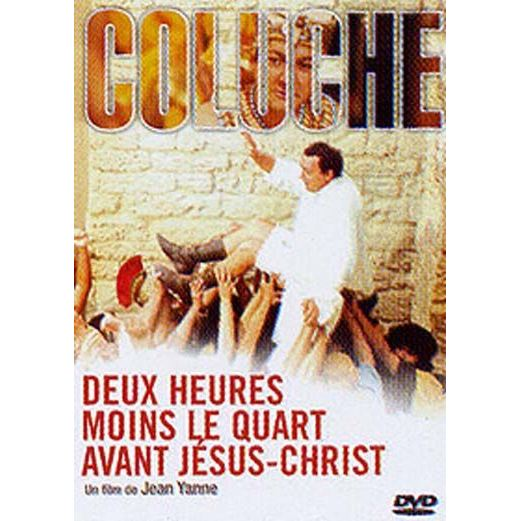 COLUCHE
DEUX HEURES
MOINS LE QUART
AVANT JÉSUS-CHRIST
Un film de Jean Yanne
DVD